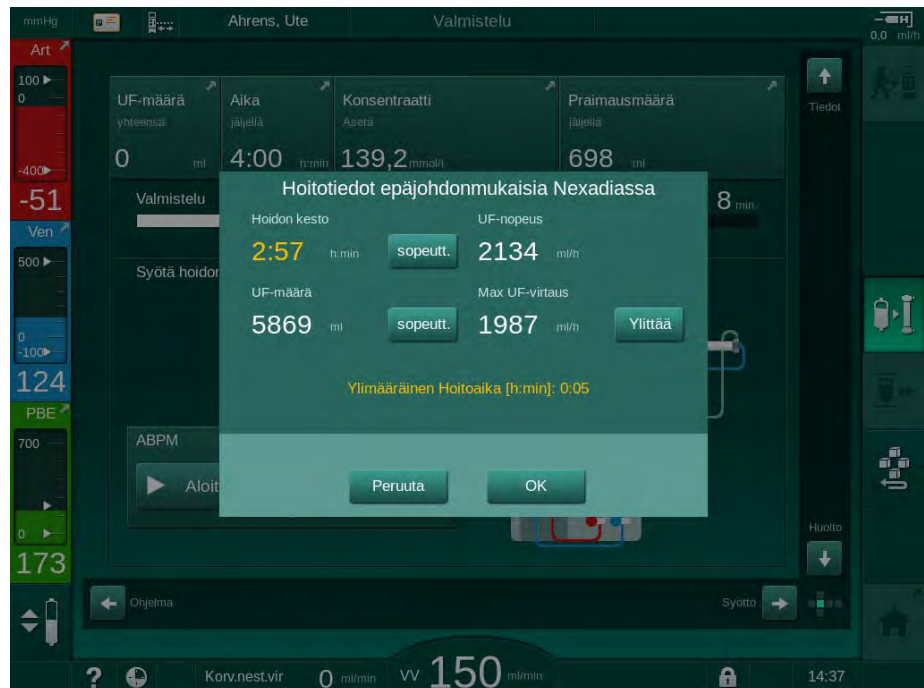 mmHg
Ahrens, Ute
Valmistelu
0,0 ml/h
Art
100
0
-400
-51
Ven
500
0
-100
124
PBE
700
0
173
UF-määrä
yhteensä
0 ml
Aika
jäljellä
4:00 h:min
Konsentraatti
Aseta
139,2 mmol/l
Praimausmäärä
jäljellä
698 ml
Tiedot
Valmistelu
8 min.
Syötä hoidon
Hoitotiedot epäjohdonmukaisia Nexadiassa
Hoidon kesto
2:57 h:min sopeutt.
UF-nopeus
2134 ml/h
UF-määrä
5869 ml sopeutt.
Max UF-virtaus
1987 ml/h Ylittää
Ylimääräinen Hoitoaika [h:min]: 0:05
Peruuta OK
ABPM
Aloit
Huolto
Ohjelma
Syöttö
? Korv.nest.vir 0 ml/min VV 150 ml/min 14:37